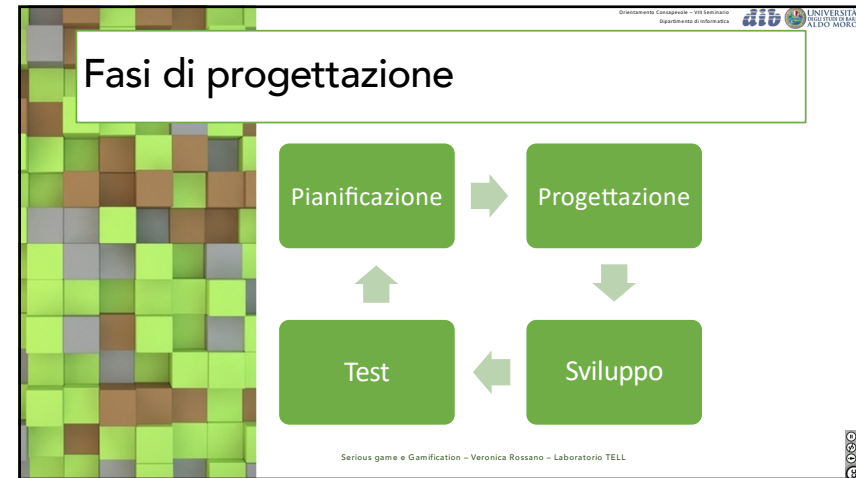 Orientamento Consapevole – VIII Seminario
Dipartimento di Informatica
dib
UNIVERSITÀ
DEGLI STUDI DI BARI
ALDO MORO
Fasi di progettazione
Pianificazione
Progettazione
Test
Sviluppo
Serious game e Gamification – Veronica Rossano – Laboratorio TELL